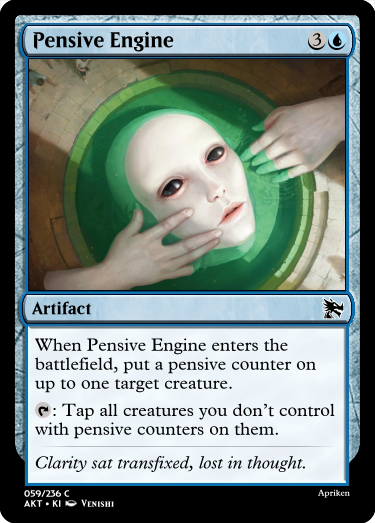 Pensive Engine 3
Artifact
When Pensive Engine enters the
battlefield, put a pensive counter on
up to one target creature.
: Tap all creatures you don't control
with pensive counters on them.
Clarity sat transfixed, lost in thought.
059/236 C Apriken
AKT • KI Venishi